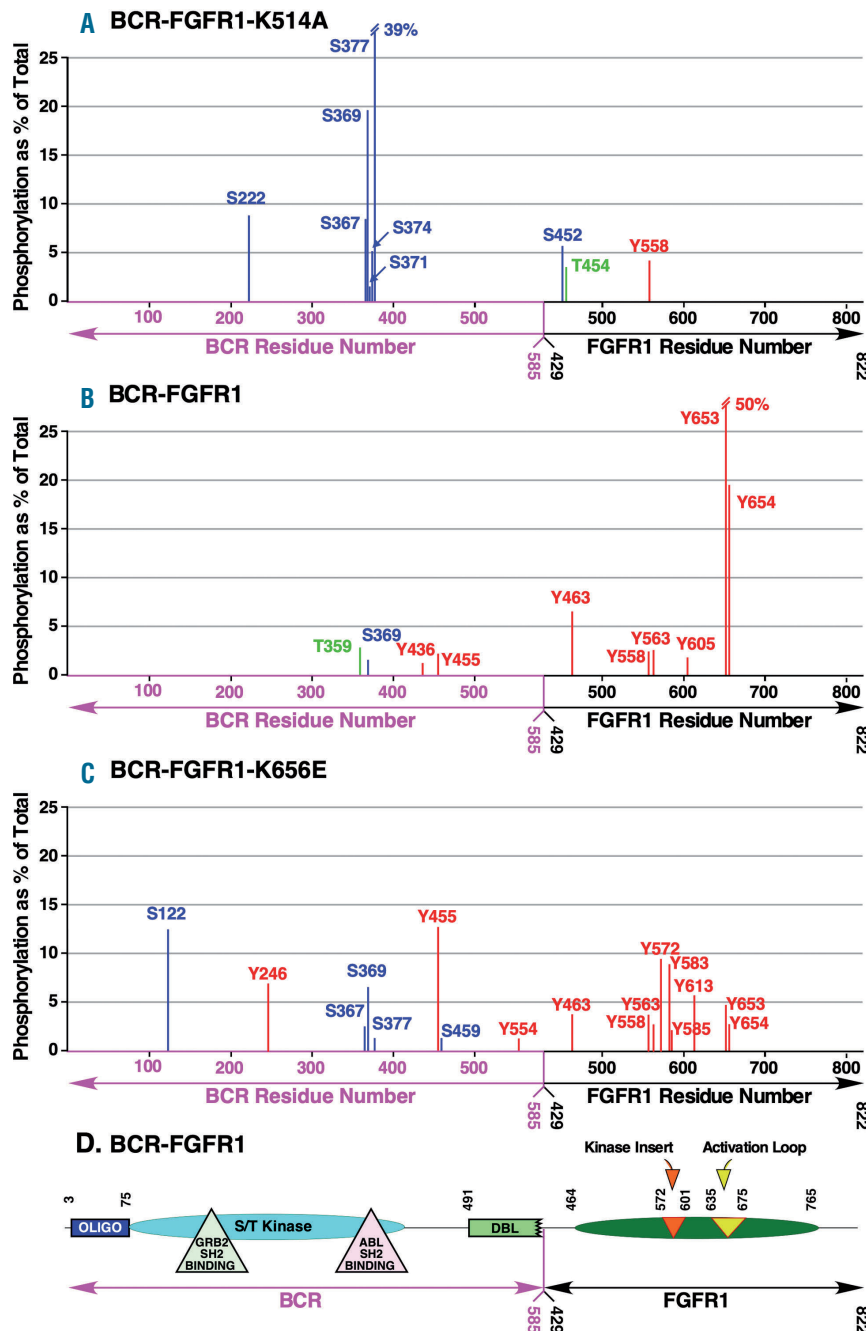 A BCR-FGFR1-K514A
Phosphorylation as % of Total
25
20
15
10
5
0
S377
39%
S369
S222
S367
S374
S371
S452
T454
Y558
100 200 300 400 500 500 600 700 800
BCR Residue Number
FGFR1 Residue Number
585
429
822
B BCR-FGFR1
Phosphorylation as % of Total
25
20
15
10
5
0
Y653
50%
Y654
Y463
T359
S369
Y436
Y455
Y558
Y563
Y605
100 200 300 400 500 500 600 700 800
BCR Residue Number
FGFR1 Residue Number
585
429
822
C BCR-FGFR1-K656E
Phosphorylation as % of Total
25
20
15
10
5
0
S122
Y246
S367
S369
S377
Y455
S459
Y554
Y463
Y558
Y563
Y572
Y583
Y585
Y613
Y653
Y654
100 200 300 400 500 500 600 700 800
BCR Residue Number
FGFR1 Residue Number
585
429
822
D. BCR-FGFR1
Kinase Insert
Activation Loop
3
75
491
464
572
601
635
675
765
OLIGO
S/T Kinase
GRB2
SH2
BINDING
ABL
SH2
BINDING
DBL
BCR
FGFR1
585
429
822